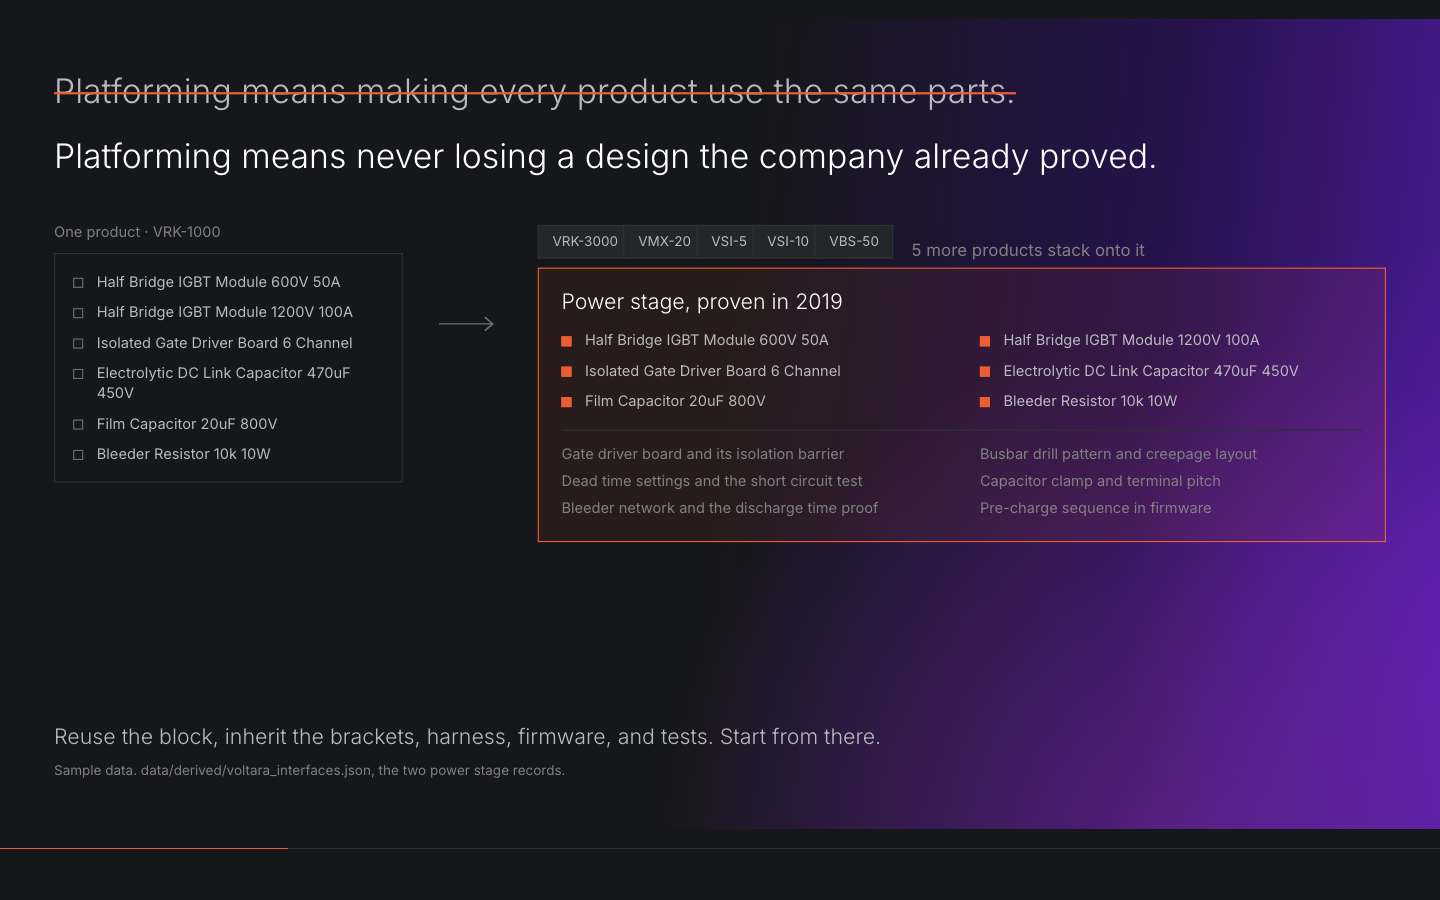 Platforming means making every product use the same parts.
Platforming means never losing a design the company already proved.
One product · VRK-1000
Half Bridge IGBT Module 600V 50A
Half Bridge IGBT Module 1200V 100A
Isolated Gate Driver Board 6 Channel
Electrolytic DC Link Capacitor 470uF
450V
Film Capacitor 20uF 800V
Bleeder Resistor 10k 10W
VRK-3000 VMX-20 VSI-5 VSI-10 VBS-50
5 more products stack onto it
Power stage, proven in 2019
Half Bridge IGBT Module 600V 50A
Half Bridge IGBT Module 1200V 100A
Isolated Gate Driver Board 6 Channel
Electrolytic DC Link Capacitor 470uF 450V
Film Capacitor 20uF 800V
Bleeder Resistor 10k 10W
Gate driver board and its isolation barrier
Busbar drill pattern and creepage layout
Dead time settings and the short circuit test
Capacitor clamp and terminal pitch
Bleeder network and the discharge time proof
Pre-charge sequence in firmware
Reuse the block, inherit the brackets, harness, firmware, and tests. Start from there.
Sample data. data/derived/voltara_interfaces.json, the two power stage records.